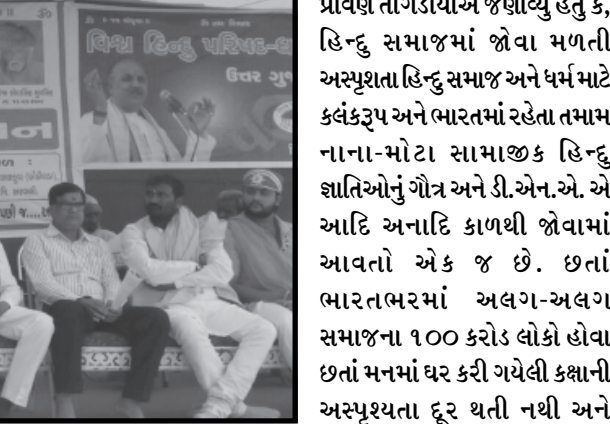 વિશ્વ હિન્દુ પરિષદ-ધ
ઉત્તર ગુજ
પ્રવિણ તોગડીયાએ જણાવ્યું હતું કે,
હિન્દુ સમાજમાં જોવા મળતી
અસ્પૃશતા હિન્દુ સમાજ અને ધર્મ માટે
કલંકરૂપ અને ભારતમાં રહેતા તમામ
નાના-મોટા સામાજીક હિન્દુ
જ્ઞાતિઓનું ગૌત્ર અને ડી.એન.એ. એ
આદિ અનાદિ કાળથી જોવામાં
આવતો એક જ છે. છતાં
ભારતભરમાં અલગ-અલગ
સમાજના ૧૦૦ કરોડ લોકો હોવા
છતાં મનમાં ઘર કરી ગયેલી કક્ષાની
અસ્પૃશ્યતા દૂર થતી નથી અને